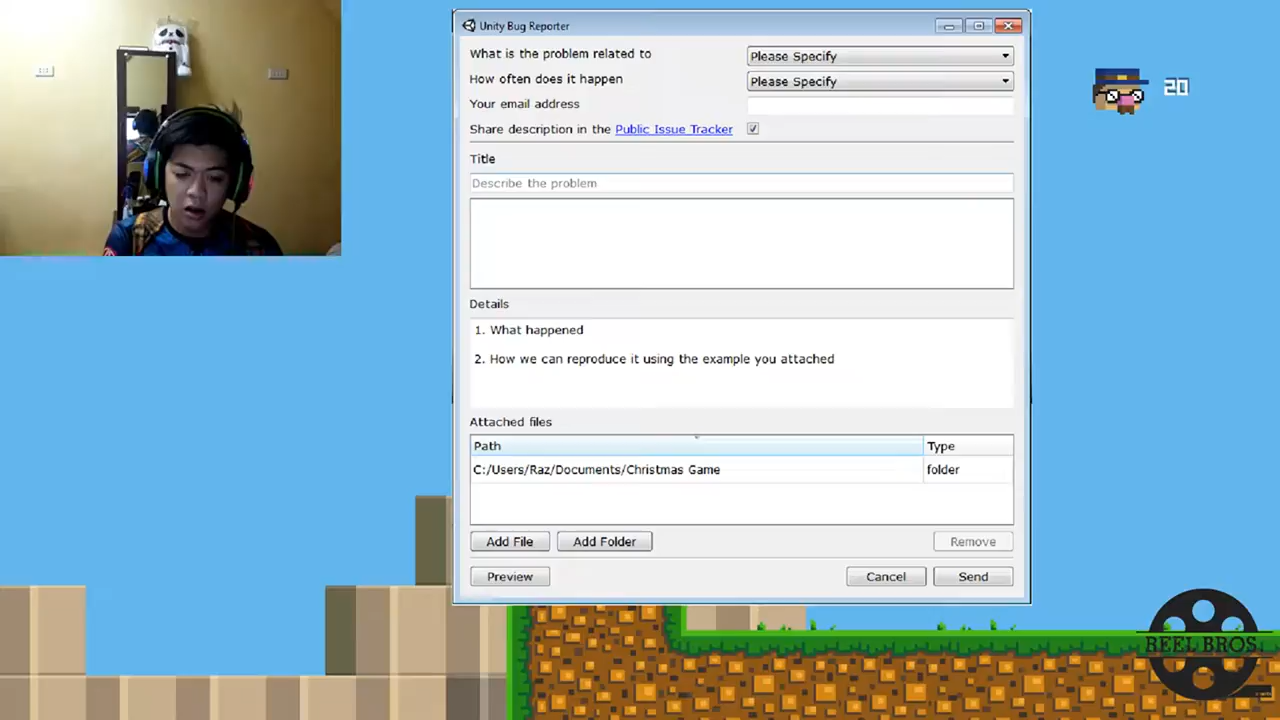 Unity Bug Reporter
What is the problem related to
Please Specify
How often does it happen
Please Specify
Your email address
Share description in the Public Issue Tracker
Title
Describe the problem
Details
1. What happened
2. How we can reproduce it using the example you attached
Attached files
Path
Type
C:/Users/Raz/Documents/Christmas Game
folder
Add File
Add Folder
Remove
Preview
Cancel
Send
20
REEL BROS.